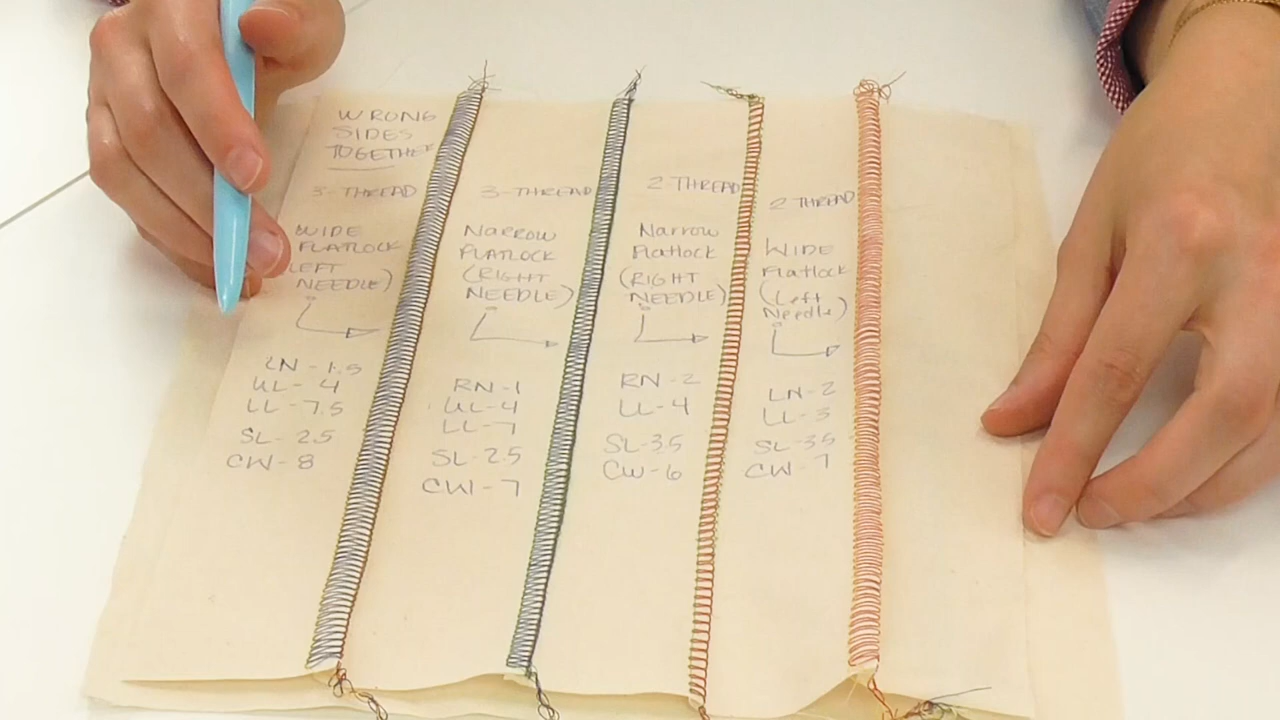 WRONG
SIDES
TOGETHER
3-THREAD
WIDE
FLATLOCK
LEFT
NEEDLE)
LN-1.5
UL-4
LL-7.5
SL-2.5
CW-8
3-THREAD
NARROW
FLATLOCK
(RIGHT
NEEDLE)
RN-1
UL-4
LL-7
SL-2.5
CW-7
2-THREAD
Narrow
Flatlock
(RIGHT
NEEDLE)
RN-2
LL-4
SL-3.5
CW-6
2 THREAD
WIDE
Flatlock
(Left
Needle)
LN-2
LL-3
SL-3.5
CW-7